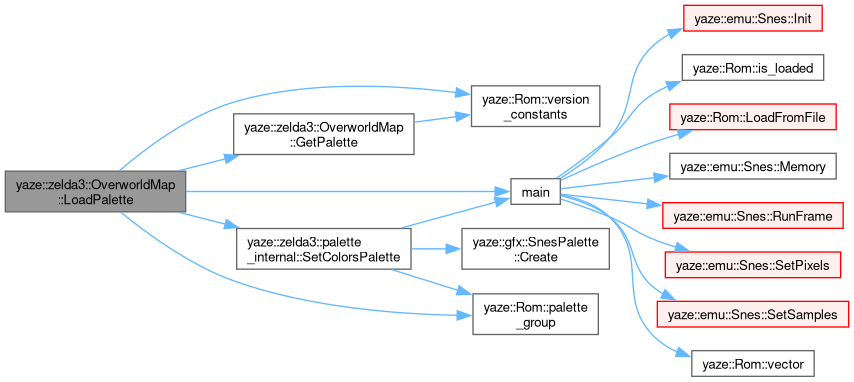 yaze::zelda3::OverworldMap
::LoadPalette
yaze::zelda3::OverworldMap
::GetPalette
yaze::zelda3::palette
_internal::SetColorsPalette
yaze::Rom::version
_constants
main
yaze::gfx::SnesPalette
::Create
yaze::Rom::palette
_group
yaze::emu::Snes::Init
yaze::Rom::is_loaded
yaze::Rom::LoadFromFile
yaze::emu::Snes::Memory
yaze::emu::Snes::RunFrame
yaze::emu::Snes::SetPixels
yaze::emu::Snes::SetSamples
yaze::Rom::vector